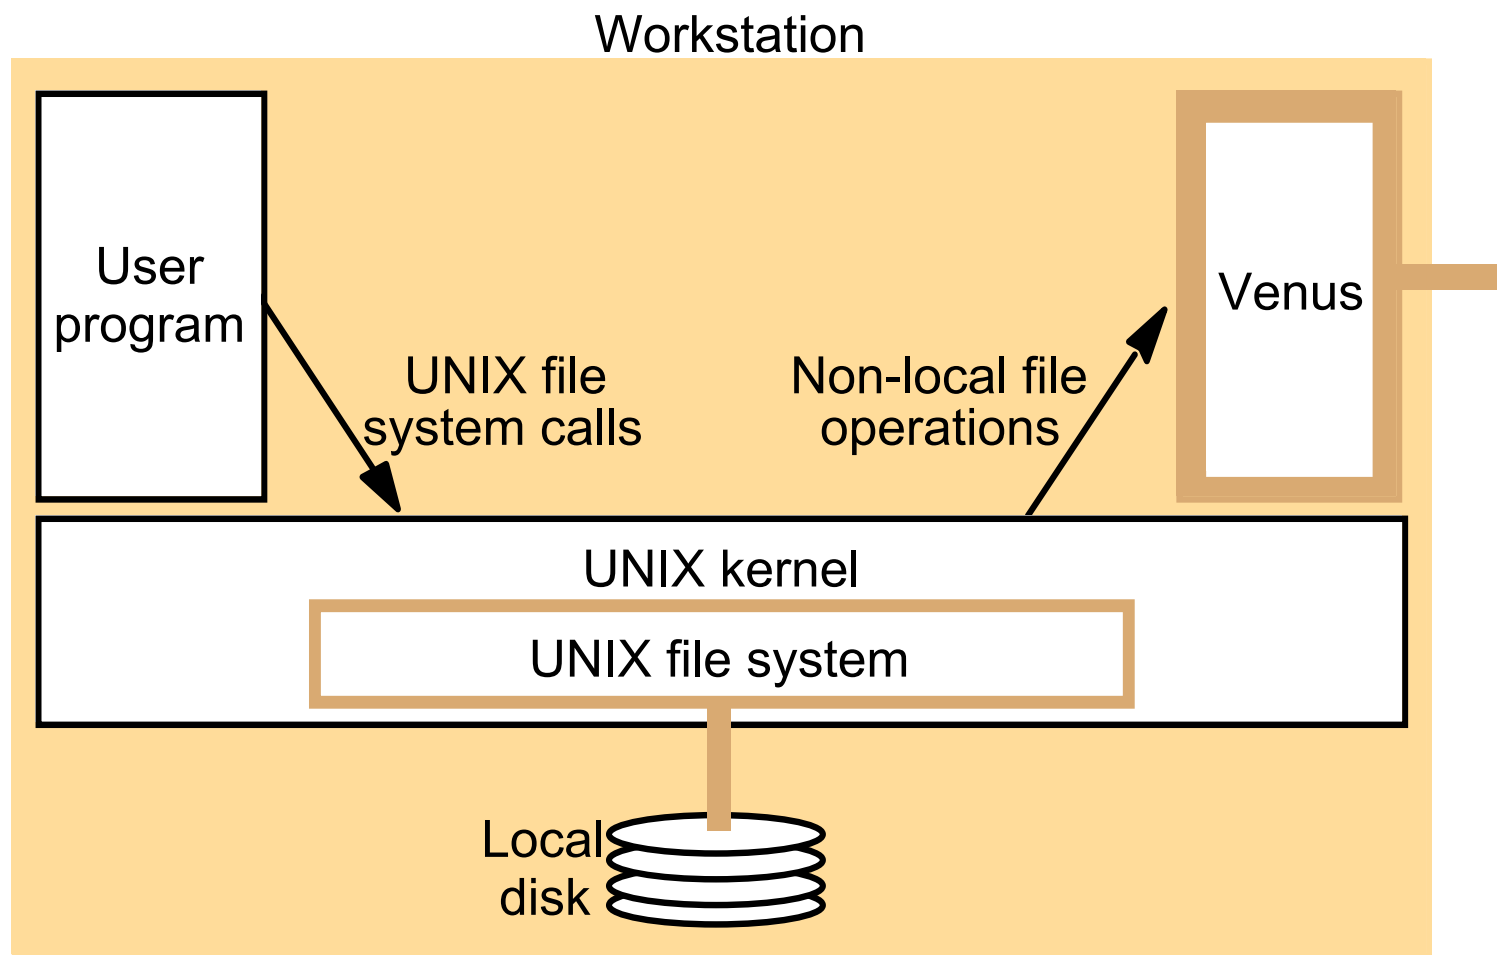 Workstation
User
program
UNIX file
system calls
Non-local file
operations
Venus
UNIX kernel
UNIX file system
Local
disk